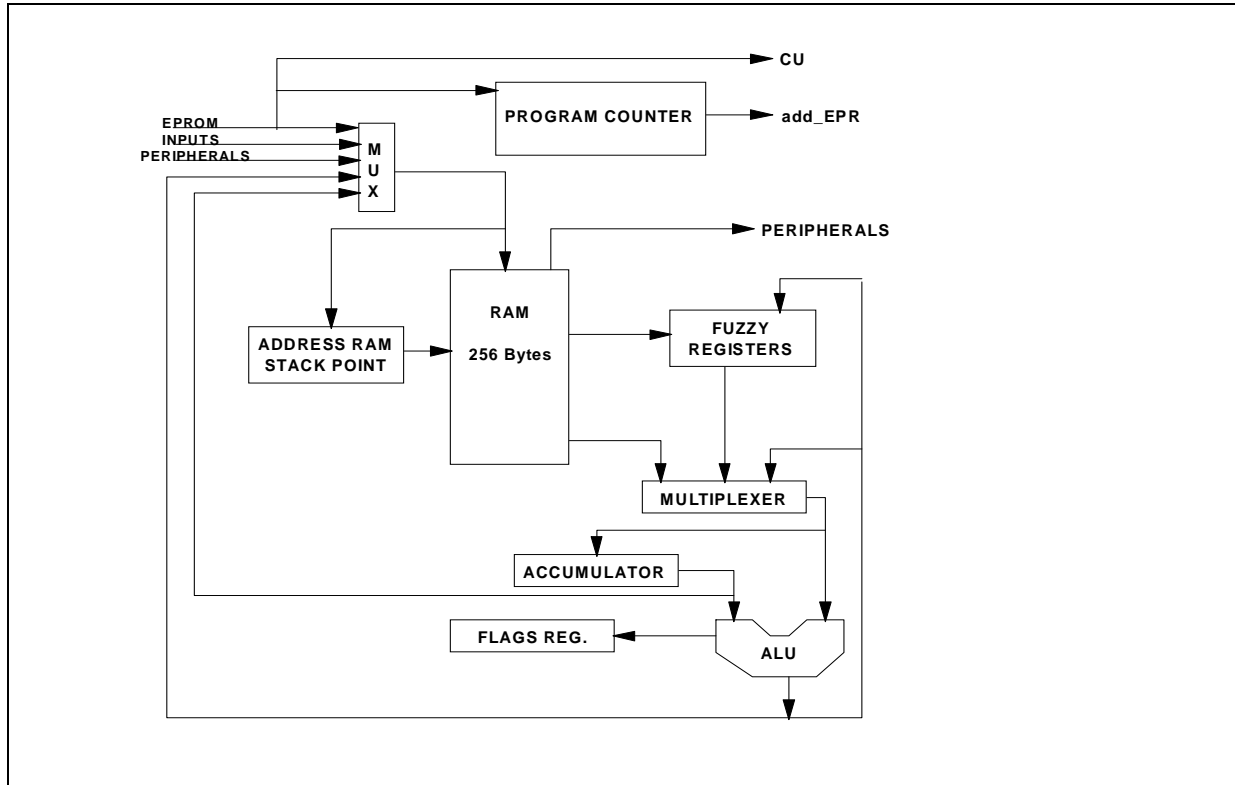 CU
PROGRAM COUNTER
add_EPR
EPROM
INPUTS
PERIPHERALS
M
U
X
PERIPHERALS
RAM
256 Bytes
ADDRESS RAM
STACK POINT
FUZZY
REGISTERS
MULTIPLEXER
ACCUMULATOR
FLAGS REG.
ALU